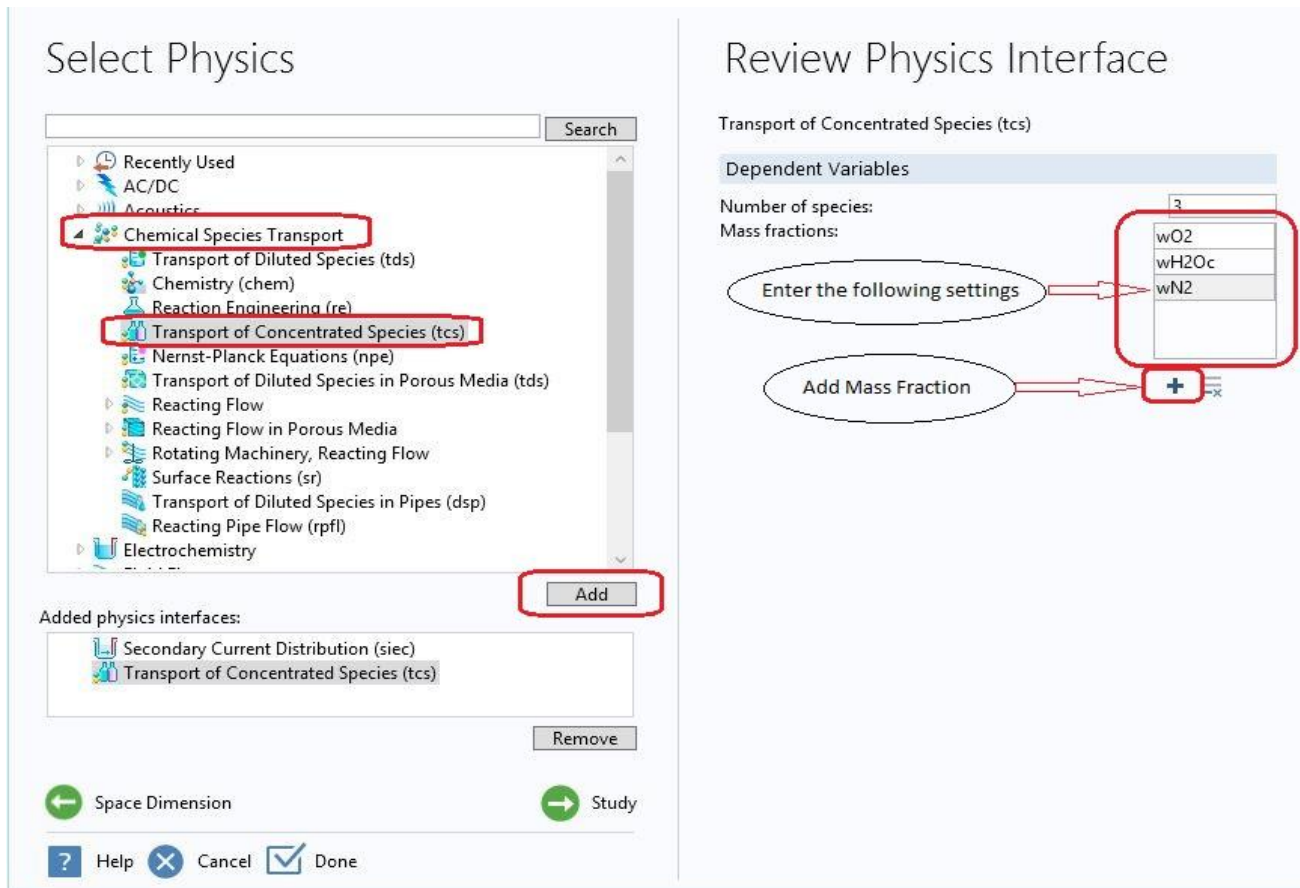 Select Physics
Search
Recently Used
AC/DC
Acoustics
Chemical Species Transport
Transport of Diluted Species (tds)
Chemistry (chem)
Reaction Engineering (re)
Transport of Concentrated Species (tcs)
Nernst-Planck Equations (npe)
Transport of Diluted Species in Porous Media (tds)
Reacting Flow
Reacting Flow in Porous Media
Rotating Machinery, Reacting Flow
Surface Reactions (sr)
Transport of Diluted Species in Pipes (dsp)
Reacting Pipe Flow (rpfl)
Electrochemistry
Add
Added physics interfaces:
Secondary Current Distribution (siec)
Transport of Concentrated Species (tcs)
Remove
Space Dimension
Study
? Help
Cancel
Done
Review Physics Interface
Transport of Concentrated Species (tcs)
Dependent Variables
Number of species: 3
Mass fractions:
wO2
wH2Oc
wN2
Enter the following settings
Add Mass Fraction